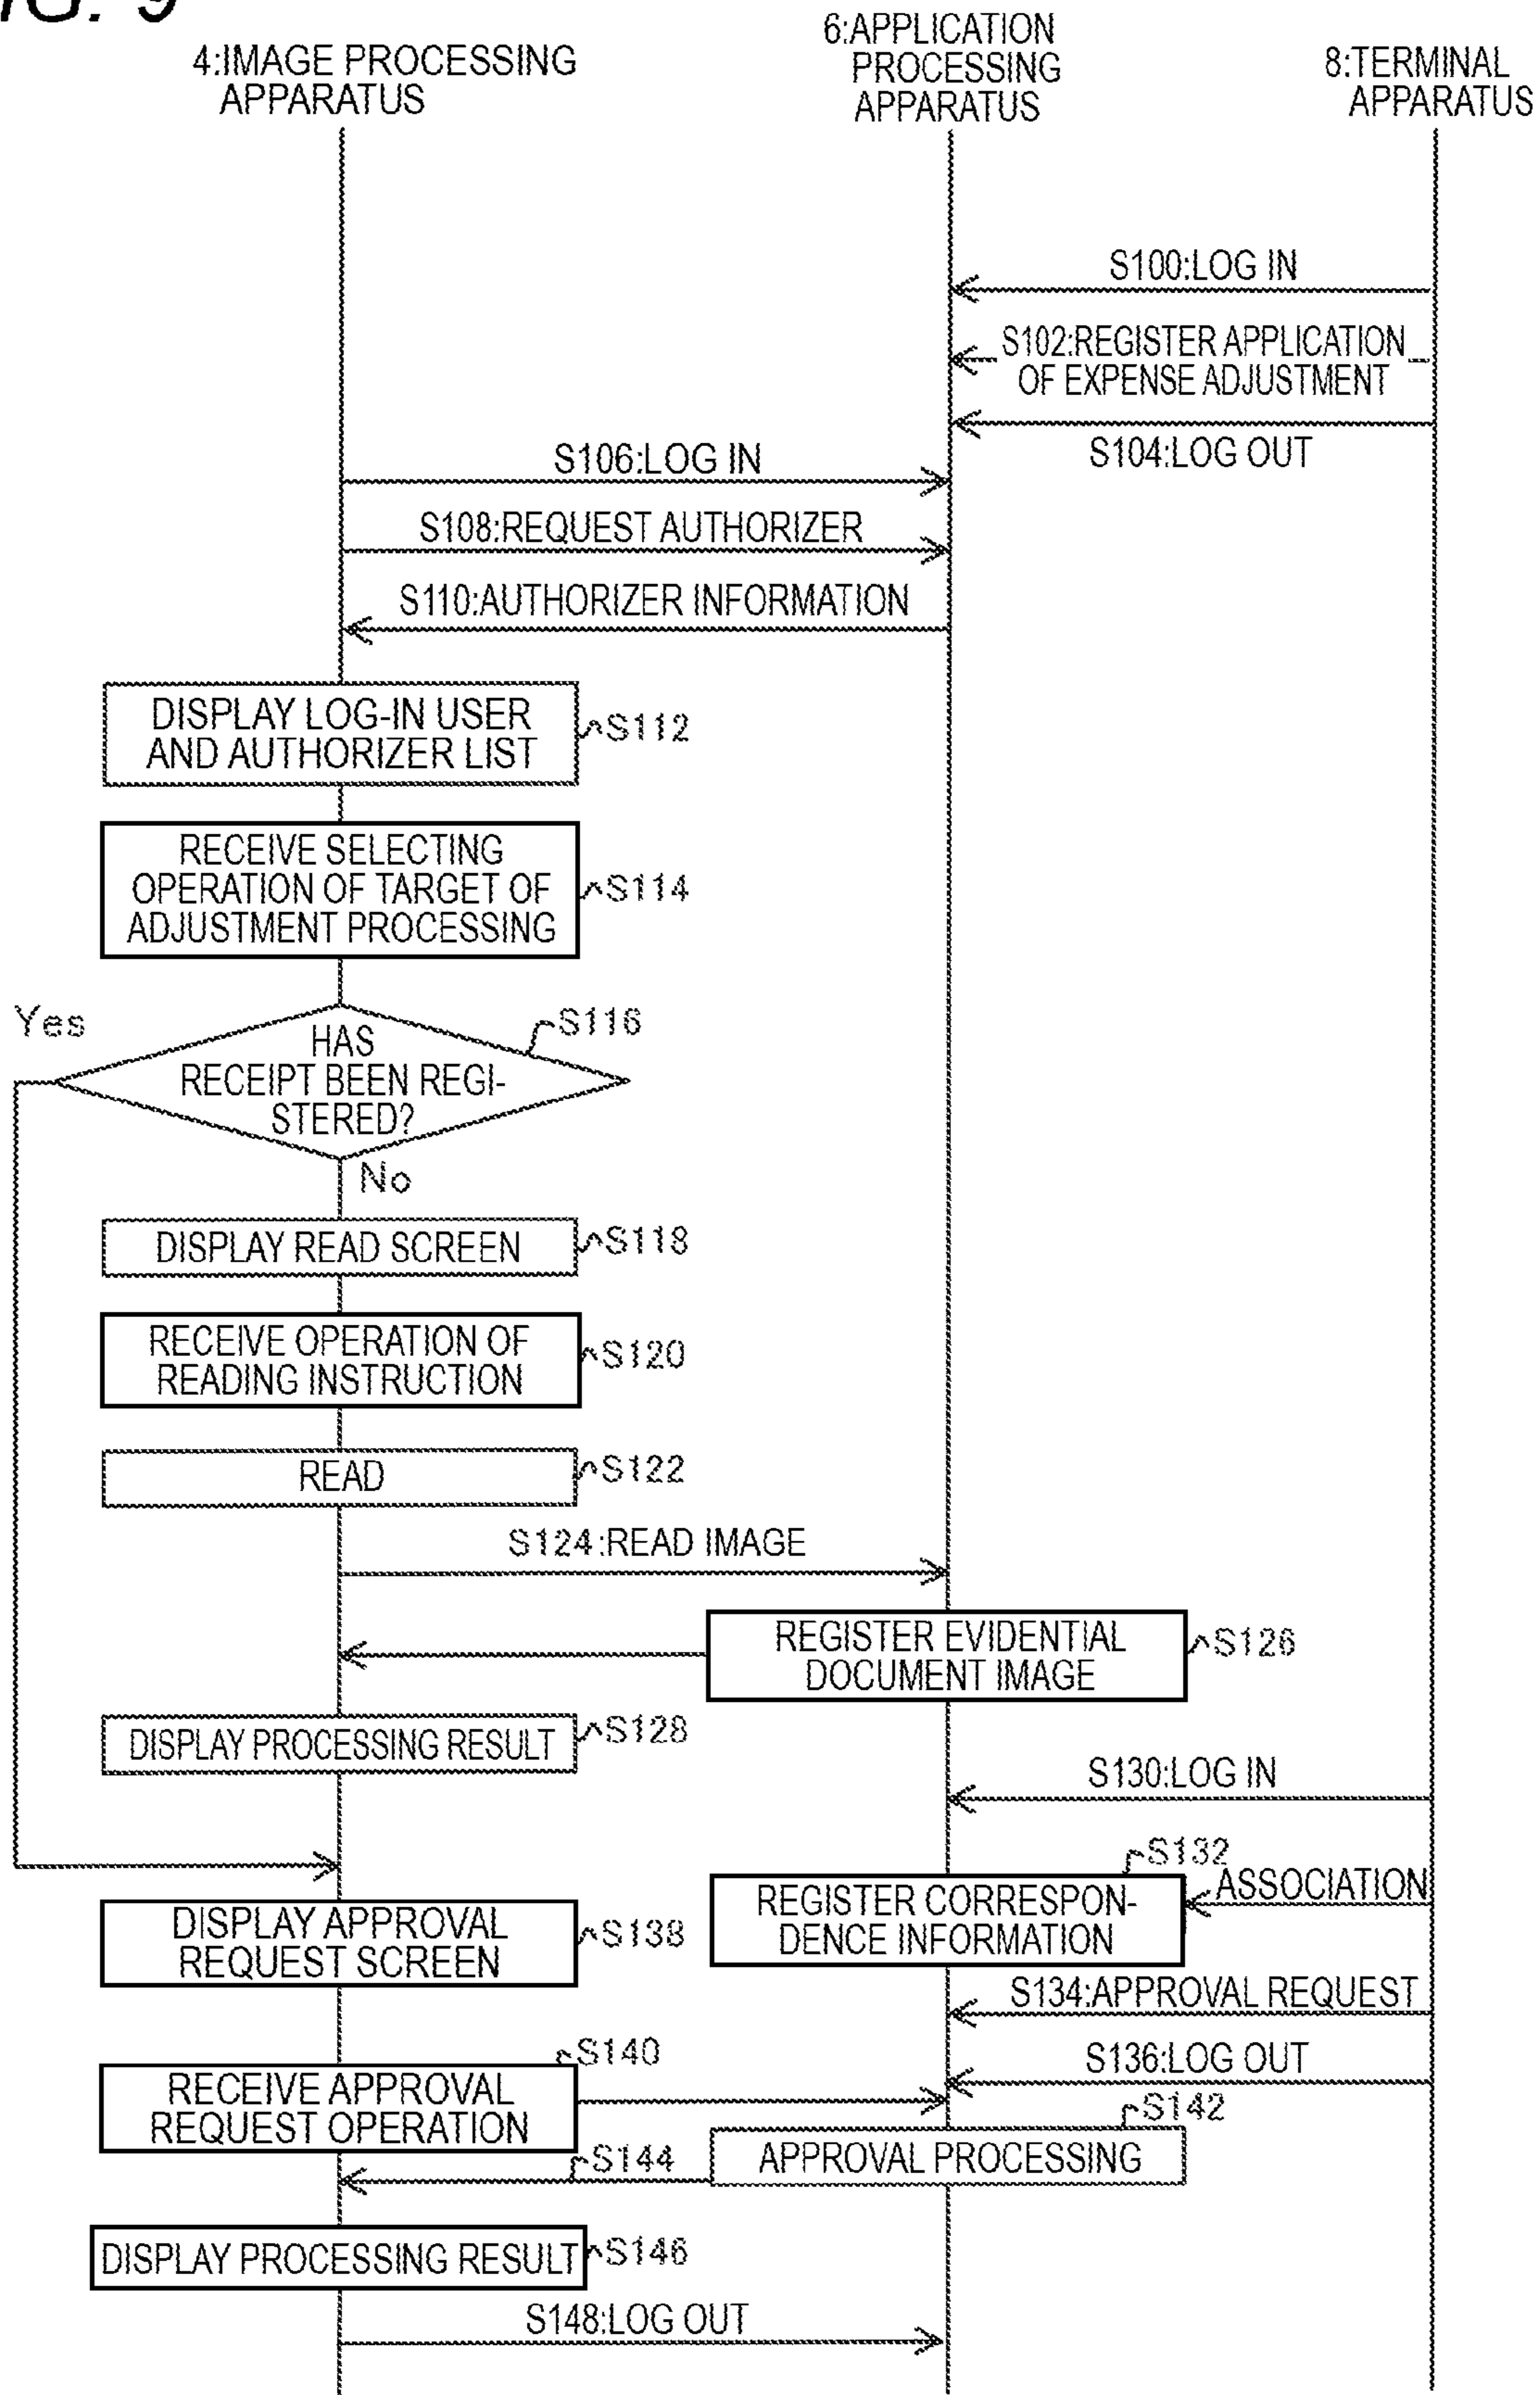 IG. 9
4:IMAGE PROCESSING
APPARATUS
6:APPLICATION
PROCESSING
APPARATUS
8:TERMINAL
APPARATUS
S100:LOG IN
S102:REGISTER APPLICATION
OF EXPENSE ADJUSTMENT
S104:LOG OUT
S106:LOG IN
S108:REQUEST AUTHORIZER
S110:AUTHORIZER INFORMATION
DISPLAY LOG-IN USER
AND AUTHORIZER LIST
S112
RECEIVE SELECTING
OPERATION OF TARGET OF
ADJUSTMENT PROCESSING
S114
Yes
S116
HAS
RECEIPT BEEN REGI-
STERED?
No
DISPLAY READ SCREEN
S118
RECEIVE OPERATION OF
READING INSTRUCTION
S120
READ
S122
S124:READ IMAGE
REGISTER EVIDENTIAL
DOCUMENT IMAGE
S126
DISPLAY PROCESSING RESULT
S128
S130:LOG IN
S132
ASSOCIATION
REGISTER CORRESPON-
DENCE INFORMATION
DISPLAY APPROVAL
REQUEST SCREEN
S138
S134:APPROVAL REQUEST
S136:LOG OUT
S140
RECEIVE APPROVAL
REQUEST OPERATION
S142
APPROVAL PROCESSING
S144
DISPLAY PROCESSING RESULT
S146
S148:LOG OUT